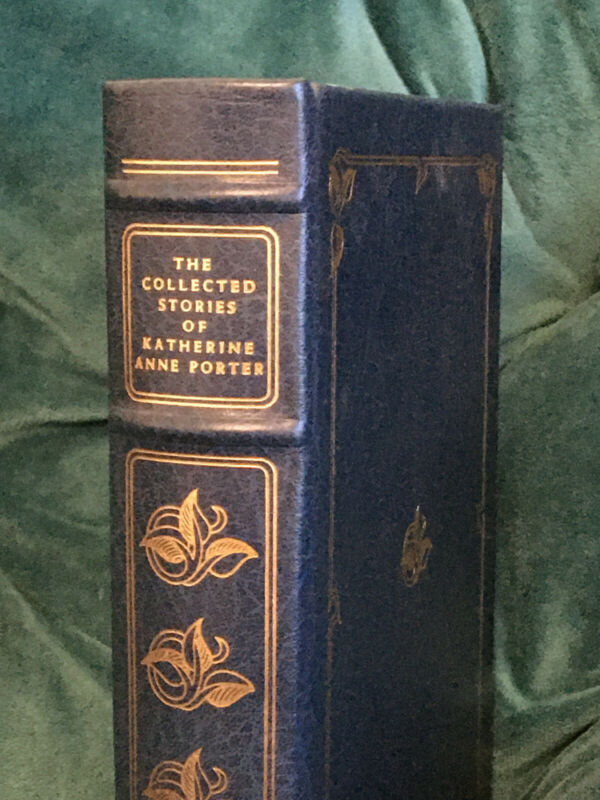 THE
COLLECTED
STORIES
OF
KATHERINE
ANNE PORTER